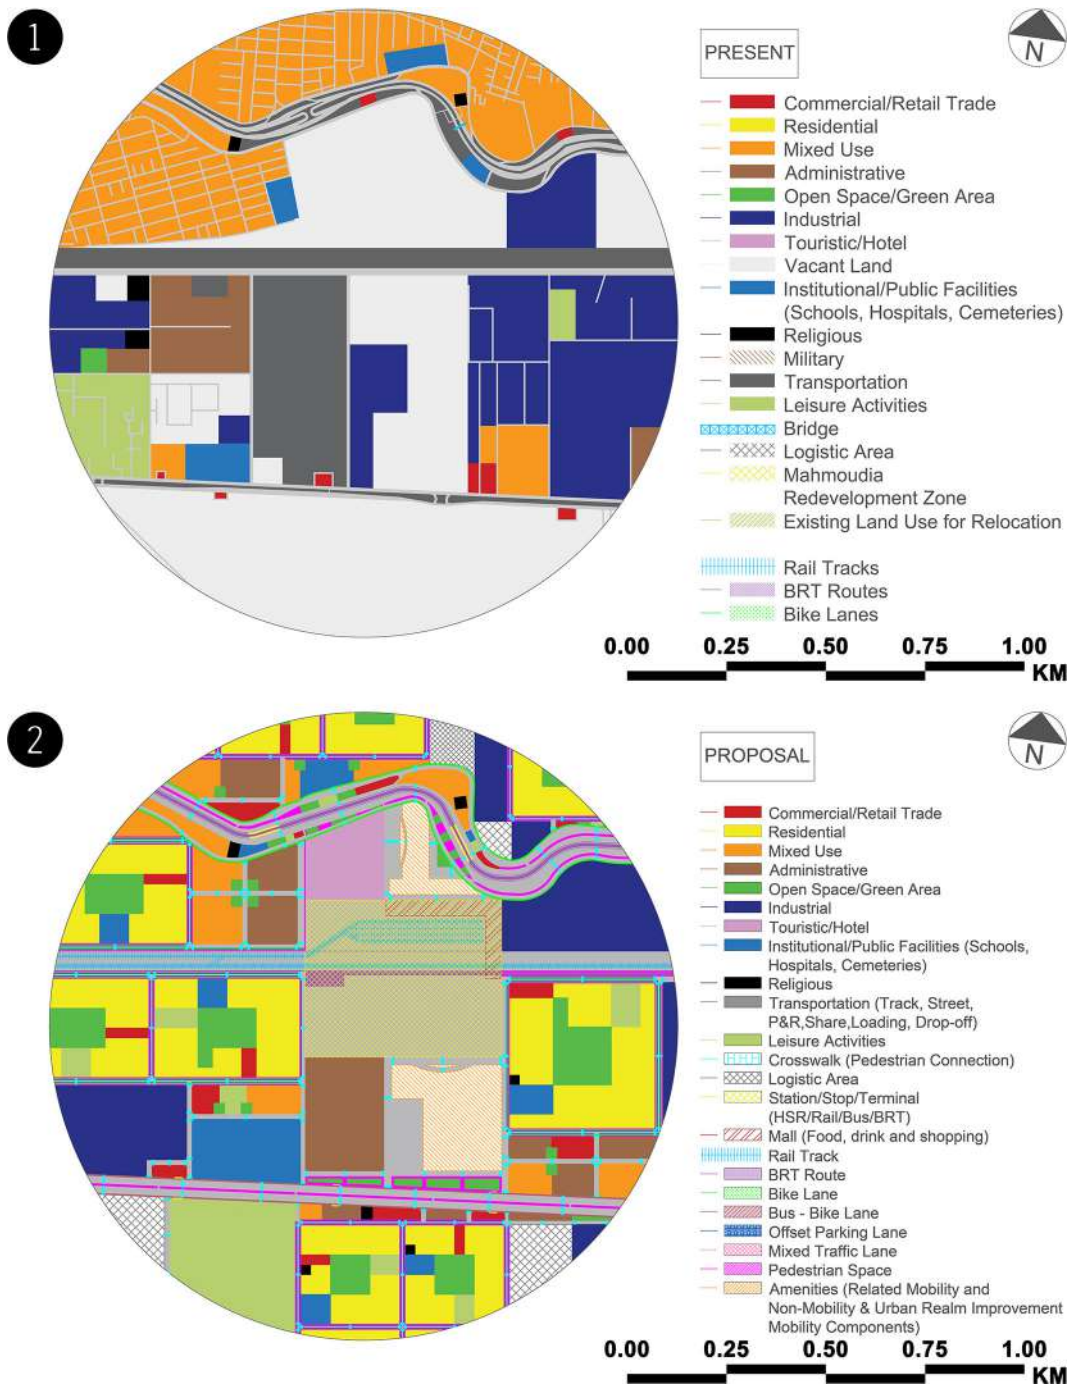 1
PRESENT
N
Commercial/Retail Trade
Residential
Mixed Use
Administrative
Open Space/Green Area
Industrial
Touristic/Hotel
Vacant Land
Institutional/Public Facilities
(Schools, Hospitals, Cemeteries)
Religious
Military
Transportation
Leisure Activities
Bridge
Logistic Area
Mahmoudia
Redevelopment Zone
Existing Land Use for Relocation
Rail Tracks
BRT Routes
Bike Lanes
0.00 0.25 0.50 0.75 1.00
KM
2
PROPOSAL
N
Commercial/Retail Trade
Residential
Mixed Use
Administrative
Open Space/Green Area
Industrial
Touristic/Hotel
Institutional/Public Facilities (Schools,
Hospitals, Cemeteries)
Religious
Transportation (Track, Street,
P&R,Share,Loading, Drop-off)
Leisure Activities
Crosswalk (Pedestrian Connection)
Logistic Area
Station/Stop/Terminal
(HSR/Rail/Bus/BRT)
Mall (Food, drink and shopping)
Rail Track
BRT Route
Bike Lane
Bus - Bike Lane
Offset Parking Lane
Mixed Traffic Lane
Pedestrian Space
Amenities (Related Mobility and
Non-Mobility & Urban Realm Improvement
Mobility Components)
0.00 0.25 0.50 0.75 1.00
KM